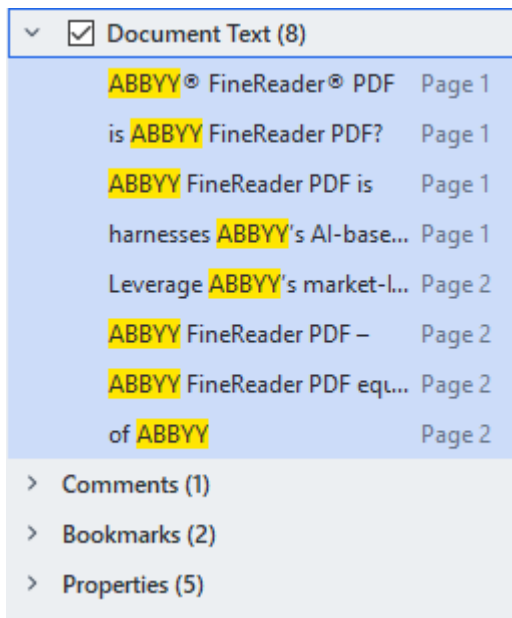 Document Text (8)
ABBYY® FineReader® PDF Page 1
is ABBYY FineReader PDF? Page 1
ABBYY FineReader PDF is Page 1
harnesses ABBYY's AI-base... Page 1
Leverage ABBYY's market-l... Page 2
ABBYY FineReader PDF – Page 2
ABBYY FineReader PDF equ... Page 2
of ABBYY Page 2
Comments (1)
Bookmarks (2)
Properties (5)